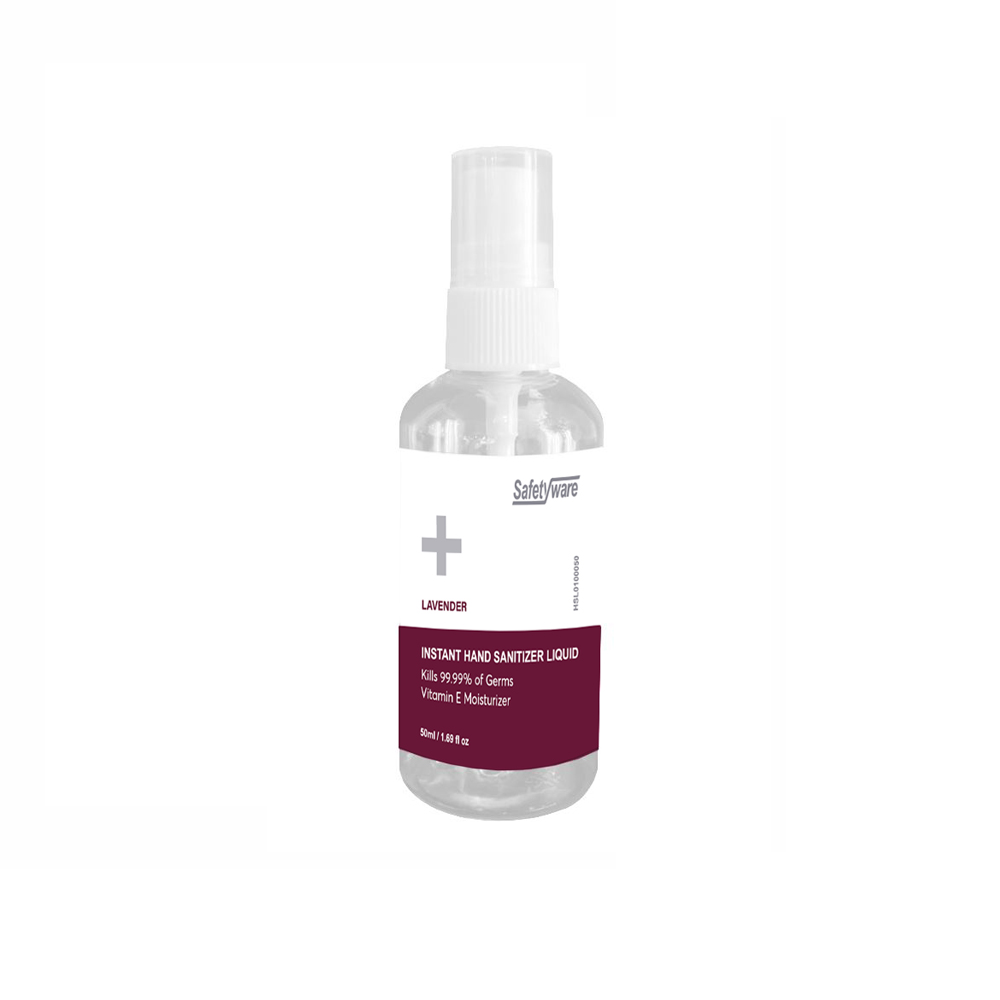 Safetyware
HSL0100050
LAVENDER
INSTANT HAND SANITIZER LIQUID
Kills 99.99% of Germs
Vitamin E Moisturizer
50ml / 1.69 fl oz